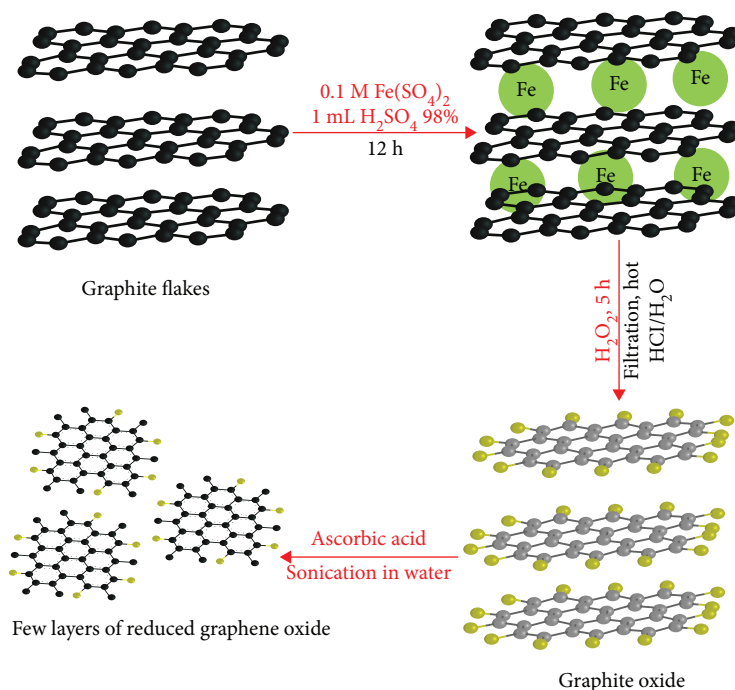 0.1 M Fe(SO₄)₂
1 mL H₂SO₄ 98%
12 h
Fe
Fe
Fe
Fe
Fe
Fe
Graphite flakes
H₂O₂, 5 h
Filtration, hot
HCI/H₂O
Ascorbic acid
Sonication in water
Few layers of reduced graphene oxide
Graphite oxide